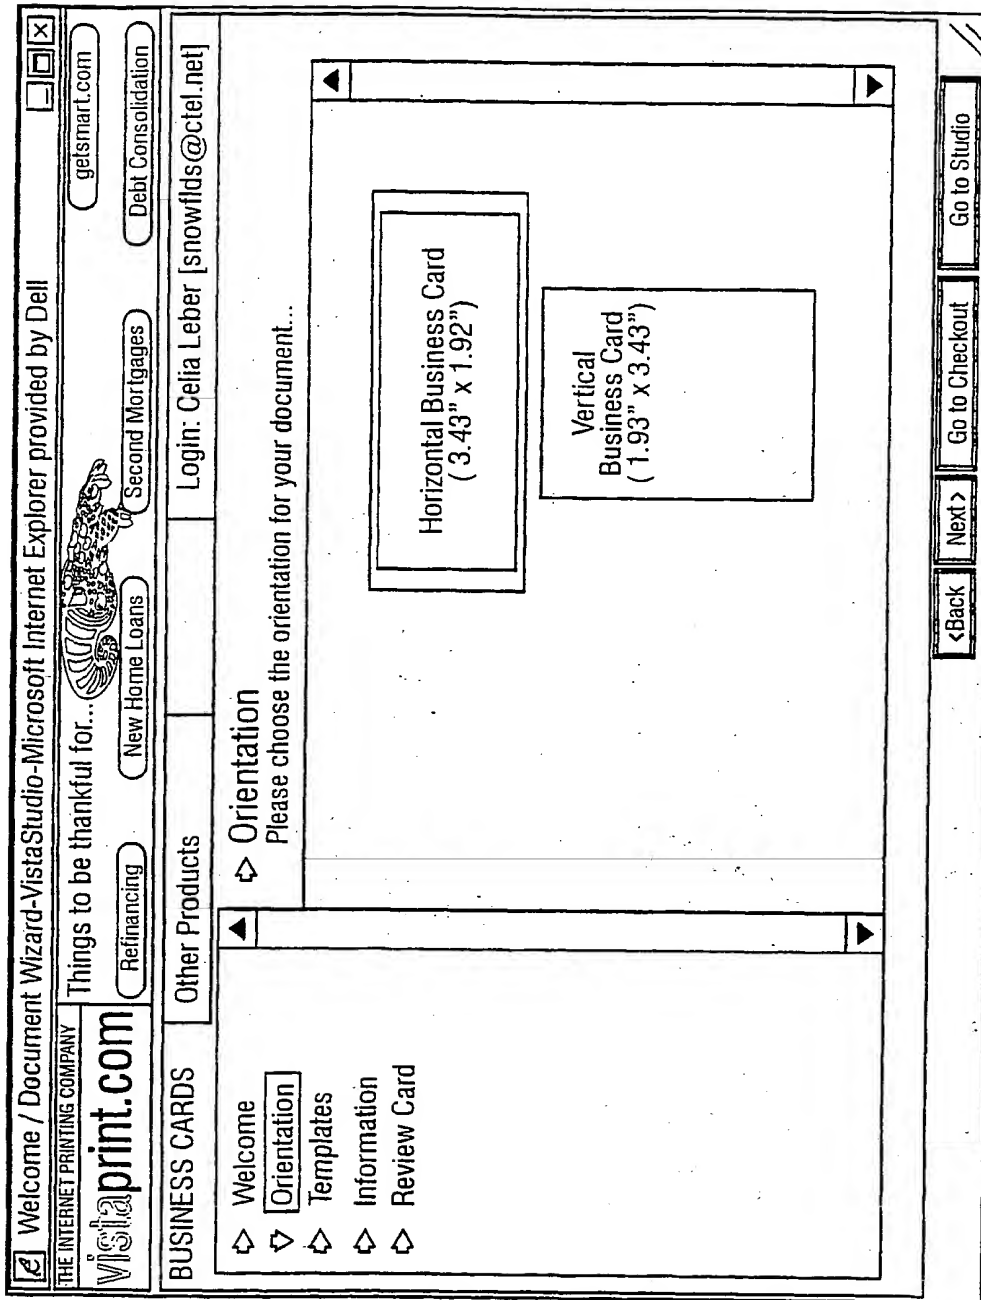 Welcome / Document Wizard-VistaStudio-Microsoft Internet Explorer provided by Dell
THE INTERNET PRINTING COMPANY
vistaprint.com
Things to be thankful for...
getsmart.com
Refinancing
New Home Loans
Second Mortgages
Debt Consolidation
BUSINESS CARDS
Other Products
Login: Celia Leber [snowflds@ctel.net]
Welcome
Orientation
Templates
Information
Review Card
Orientation
Please choose the orientation for your document...
Horizontal Business Card
( 3.43" x 1.92")
Vertical
Business Card
( 1.93" x 3.43")
<Back
Next>
Go to Checkout
Go to Studio